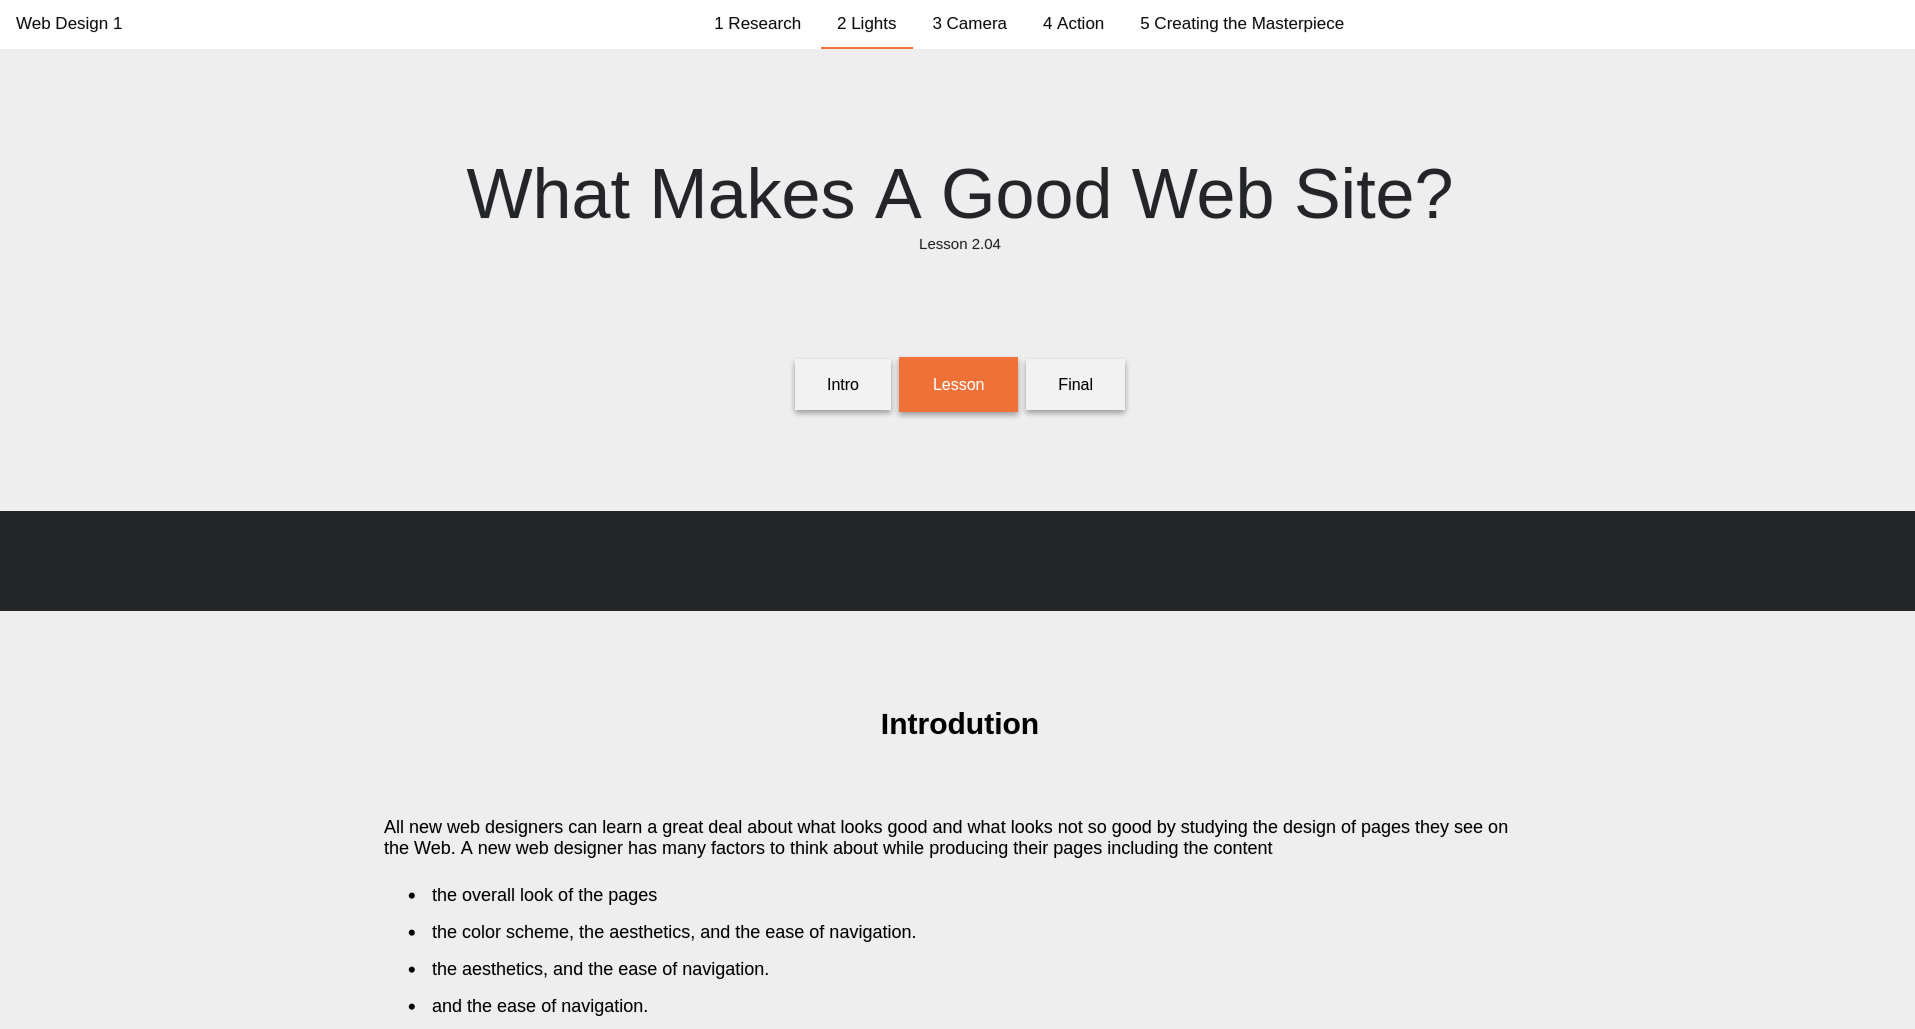 Web Design 1
1 Research 2 Lights 3 Camera 4 Action 5 Creating the Masterpiece
What Makes A Good Web Site?
Lesson 2.04
Intro Lesson Final
Introdution
All new web designers can learn a great deal about what looks good and what looks not so good by studying the design of pages they see on
the Web. A new web designer has many factors to think about while producing their pages including the content
• the overall look of the pages
• the color scheme, the aesthetics, and the ease of navigation.
• the aesthetics, and the ease of navigation.
• and the ease of navigation.